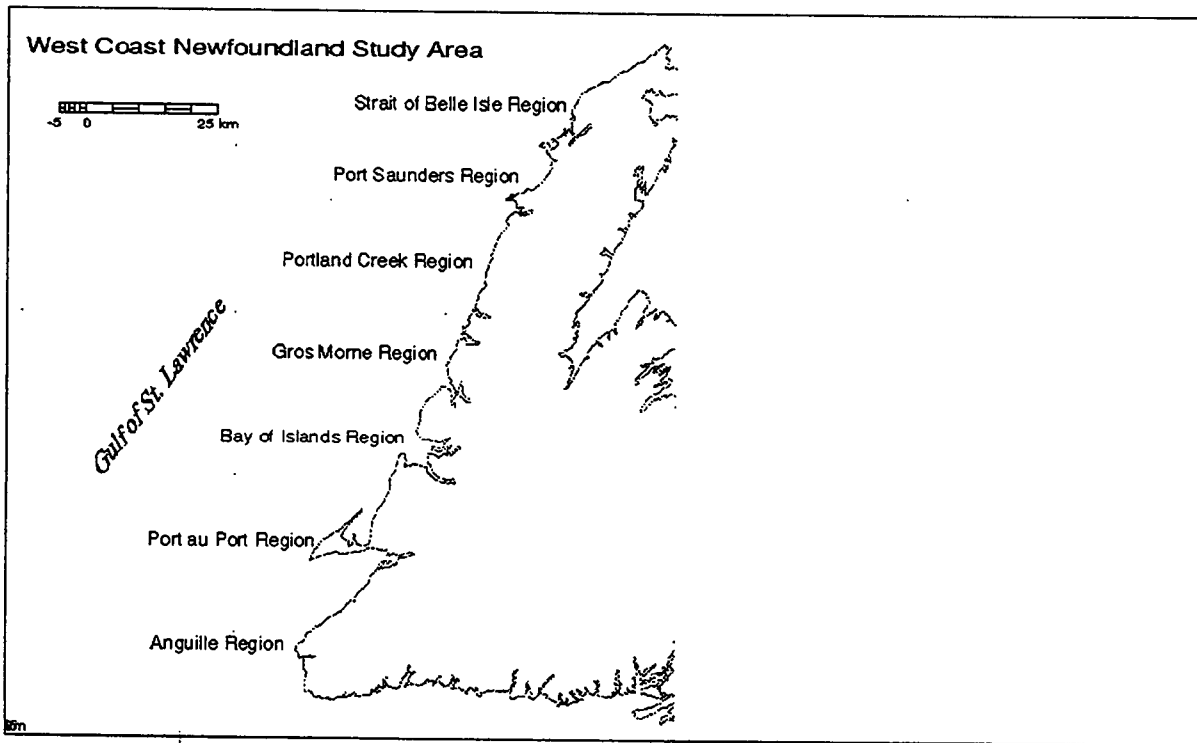 West Coast Newfoundland Study Area
-5 0 25 km
Strait of Belle Isle Region
Port Saunders Region
Portland Creek Region
Gros Morne Region
Gulf of St. Lawrence
Bay of Islands Region
Port au Port Region
Anguille Region